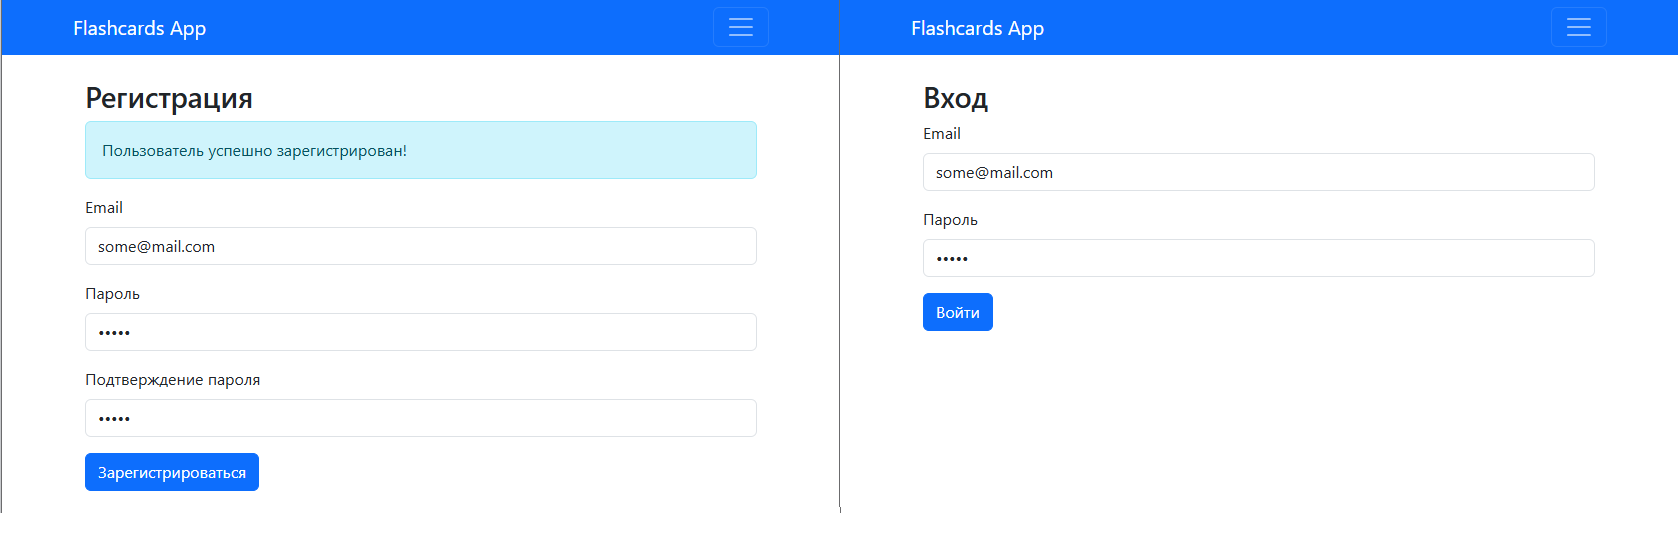 Flashcards App
Регистрация
Пользователь успешно зарегистрирован!
Email
some@mail.com
Пароль
•••••
Подтверждение пароля
•••••
Зарегистрироваться
Flashcards App
Вход
Email
some@mail.com
Пароль
•••••
Войти